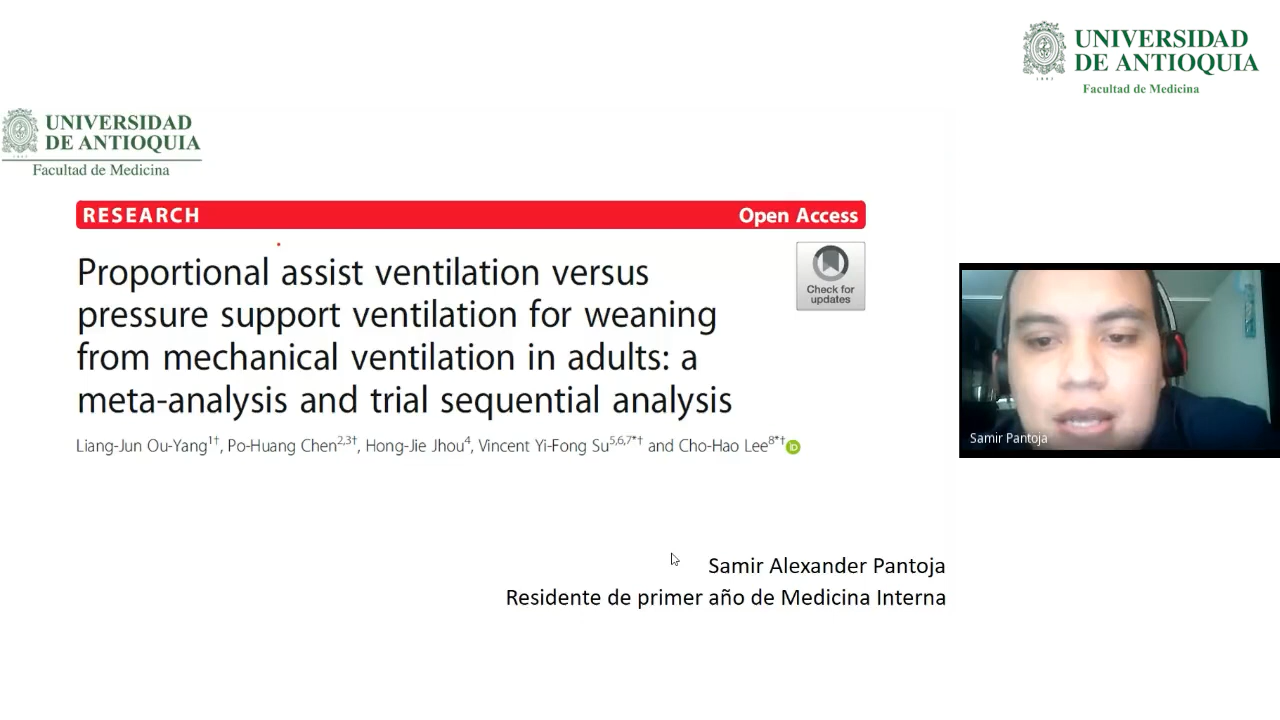 UNIVERSIDAD
DE ANTIOQUIA
Facultad de Medicina
UNIVERSIDAD
DE ANTIOQUIA
Facultad de Medicina
RESEARCH Open Access
Check for
updates
Proportional assist ventilation versus
pressure support ventilation for weaning
from mechanical ventilation in adults: a
meta-analysis and trial sequential analysis
Liang-Jun Ou-Yang1†, Po-Huang Chen2,3†, Hong-Jie Jhou4, Vincent Yi-Fong Su5,6,7*† and Cho-Hao Lee8*† iD
Samir Pantoja
Samir Alexander Pantoja
Residente de primer año de Medicina Interna